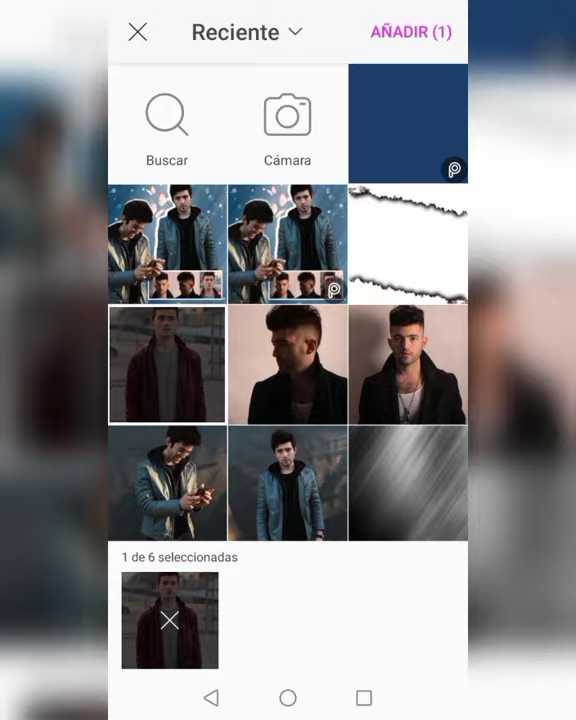 Reciente
AÑADIR (1)
Buscar
Cámara
1 de 6 seleccionadas